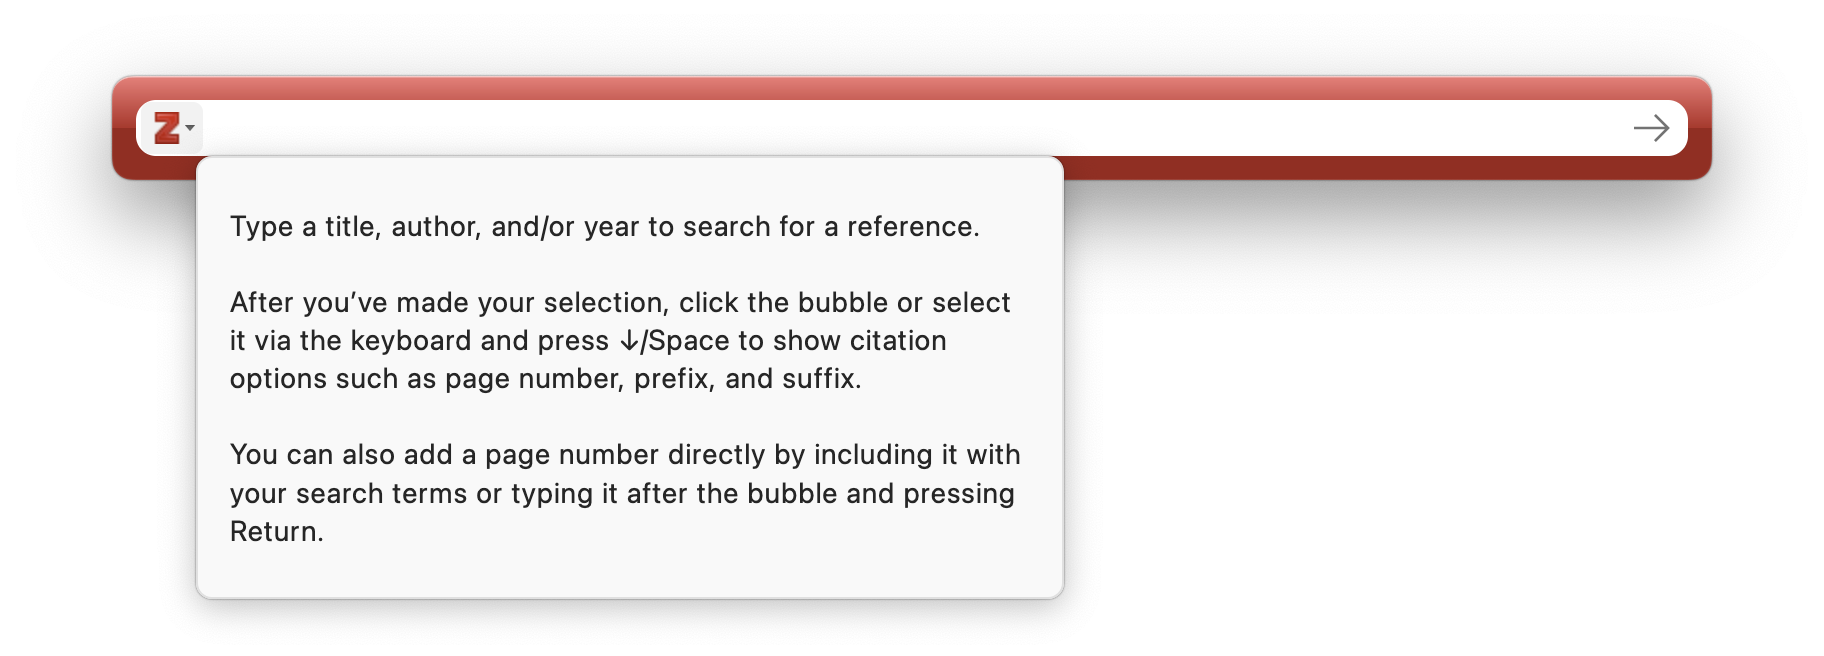 Z
Type a title, author, and/or year to search for a reference.
After you’ve made your selection, click the bubble or select
it via the keyboard and press ↓/Space to show citation
options such as page number, prefix, and suffix.
You can also add a page number directly by including it with
your search terms or typing it after the bubble and pressing
Return.